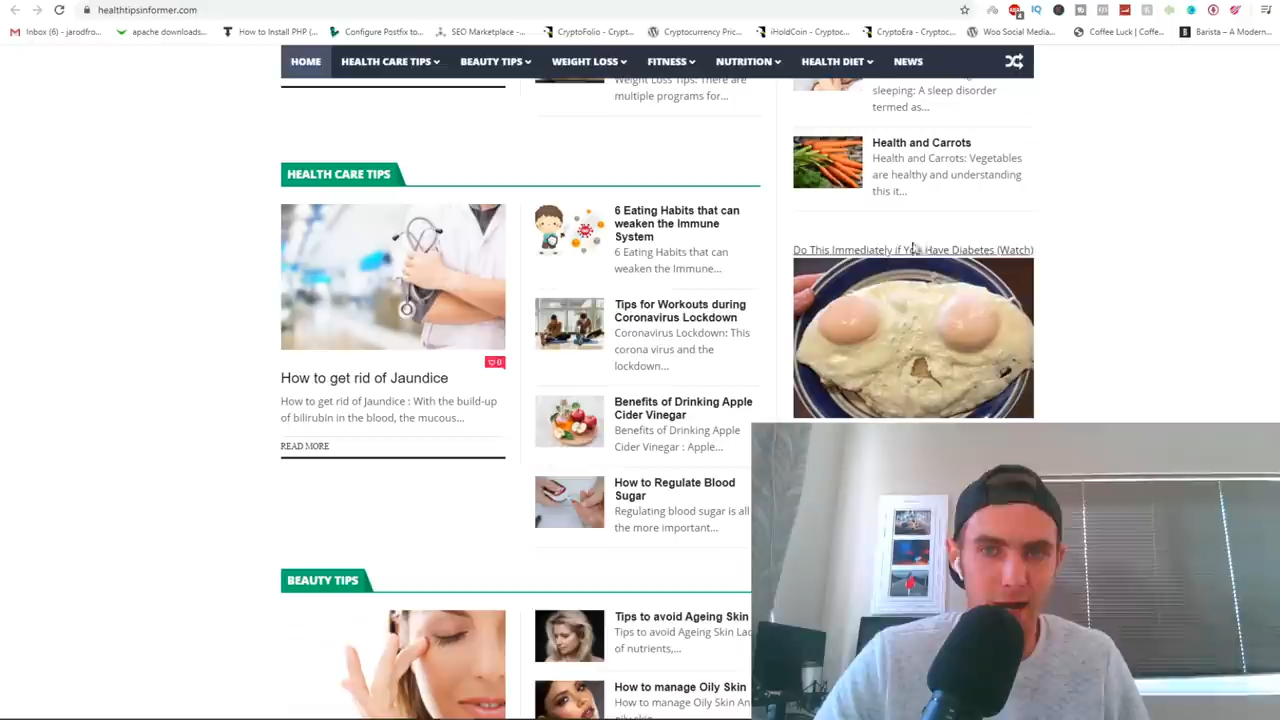 healthtipsinformer.com
Inbox (6) - jarodfro...
apache downloads...
How to Install PHP (...
Configure Postfix to...
SEO Marketplace -...
CryptoFolio - Crypt...
Cryptocurrency Pric...
iHoldCoin - Cryptoc...
CryptoEra - Cryptoc...
Woo Social Media...
Coffee Luck | Coffe...
Barista – A Modern...
HOME
HEALTH CARE TIPS
BEAUTY TIPS
WEIGHT LOSS
FITNESS
NUTRITION
HEALTH DIET
NEWS
Weight Loss Tips: There are
multiple programs for...
sleeping: A sleep disorder
termed as...
Health and Carrots
Health and Carrots: Vegetables
are healthy and understanding
this it...
Do This Immediately if You Have Diabetes (Watch)
HEALTH CARE TIPS
0
How to get rid of Jaundice
How to get rid of Jaundice : With the build-up
of bilirubin in the blood, the mucous...
READ MORE
6 Eating Habits that can
weaken the Immune
System
6 Eating Habits that can
weaken the Immune...
Tips for Workouts during
Coronavirus Lockdown
Coronavirus Lockdown: This
corona virus and the
lockdown...
Benefits of Drinking Apple
Cider Vinegar
Benefits of Drinking Apple
Cider Vinegar : Apple...
How to Regulate Blood
Sugar
Regulating blood sugar is all
the more important...
BEAUTY TIPS
Tips to avoid Ageing Skin
Tips to avoid Ageing Skin Lac
of nutrients,...
How to manage Oily Skin
How to manage Oily Skin An